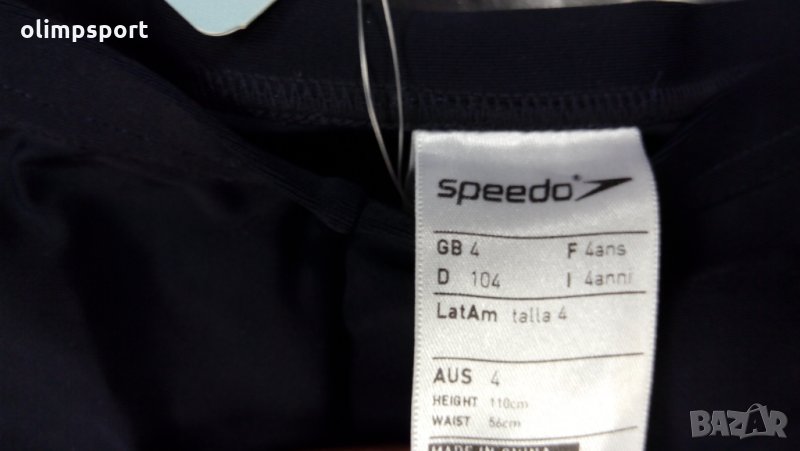 olimpsport
speedo
GB 4 F 4ans
D 104 I 4anni
LatAm talla 4
AUS 4
HEIGHT 110cm
WAIST 56cm
MADE IN CHINA
BAZAR